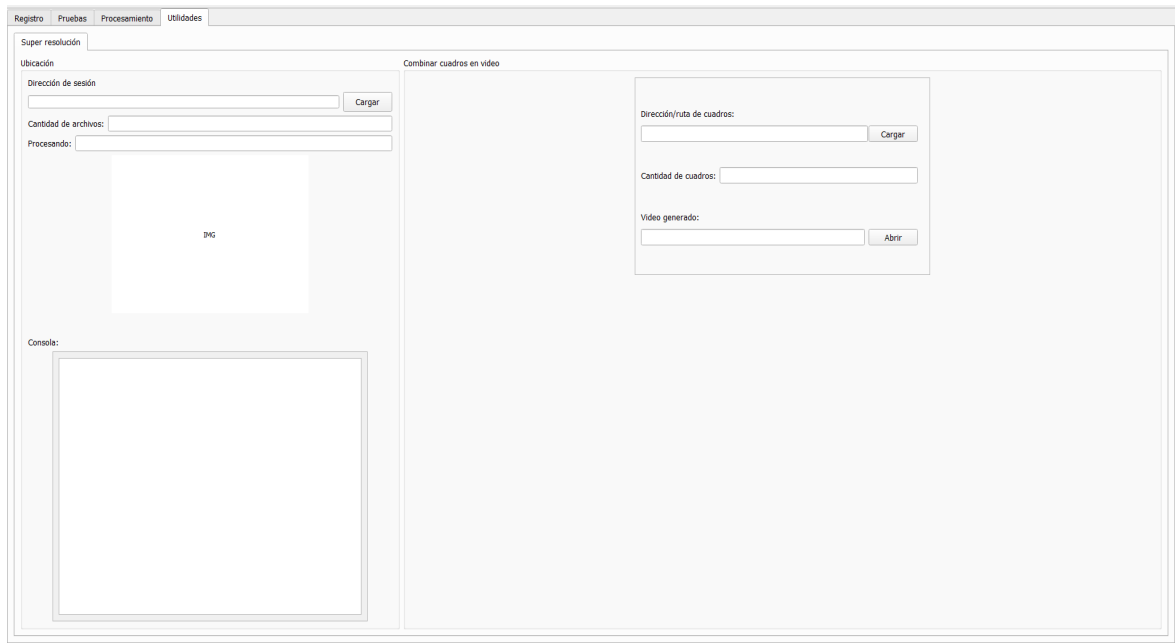 Registro Pruebas Procesamiento Utilidades
Super resolución
Ubicación
Dirección de sesión
Cargar
Cantidad de archivos:
Procesando:
IMG
Consola:
Combinar cuadros en video
Dirección/ruta de cuadros:
Cargar
Cantidad de cuadros:
Video generado:
Abrir